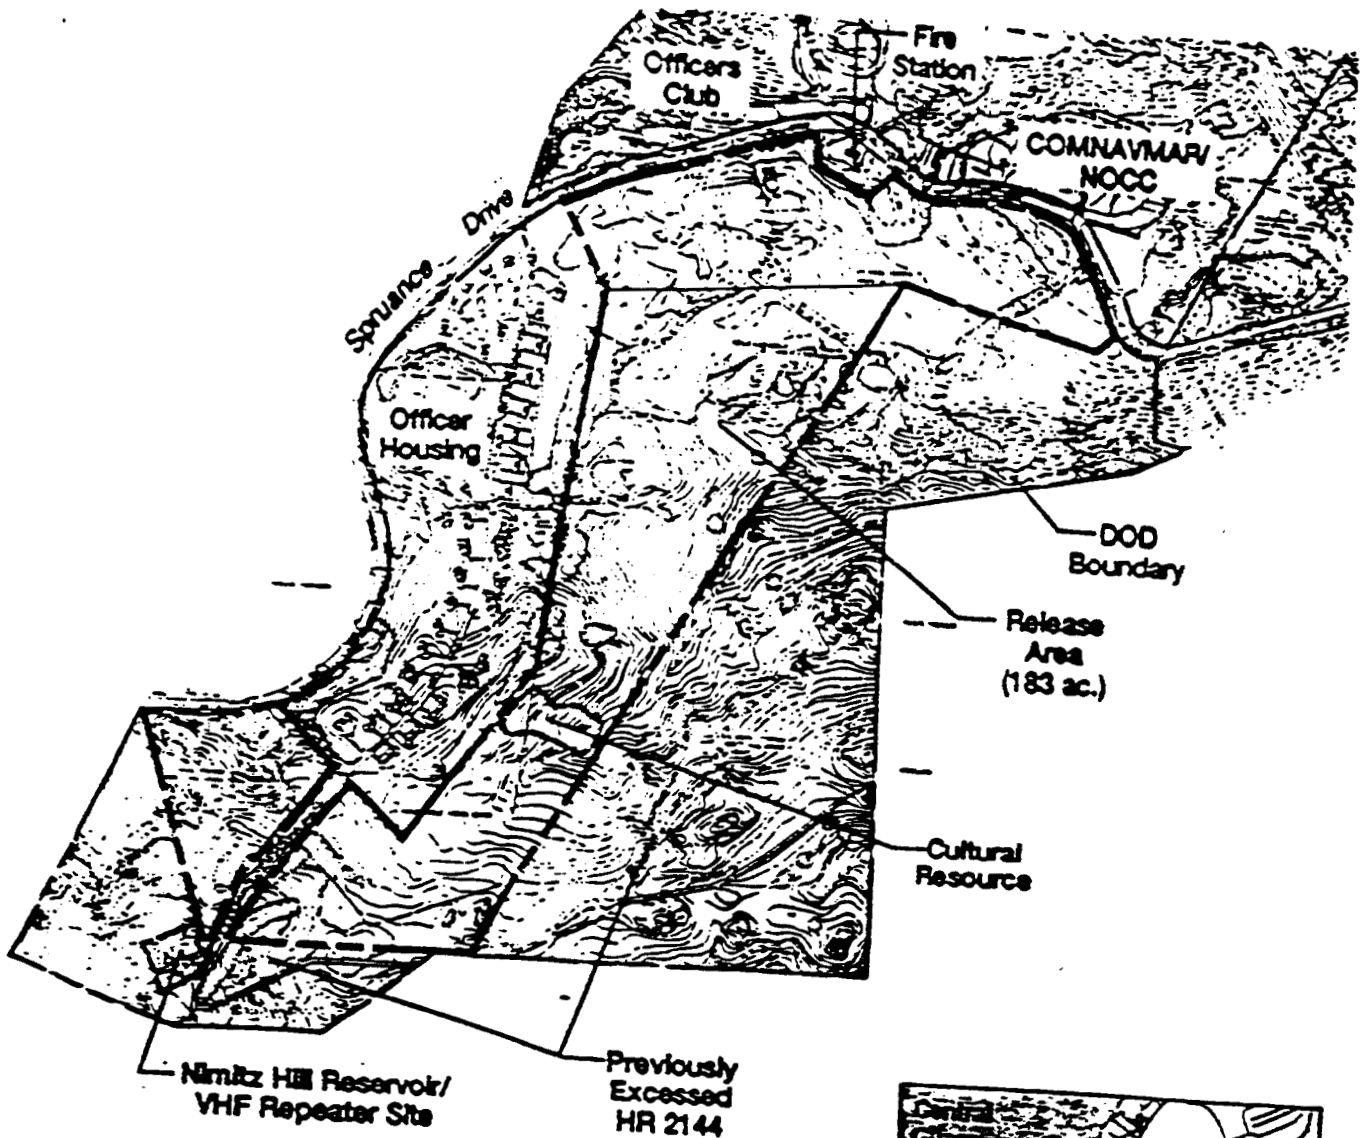 Fire
Station
Officers
Club
COMNAVMAR/
NOCC
Spruance Drive
Officer
Housing
DOD
Boundary
Release
Area
(183 ac.)
Cultural
Resource
Nimitz Hill Reservoir/
VHF Repeater Site
Previously
Excessed
HR 2144
Central